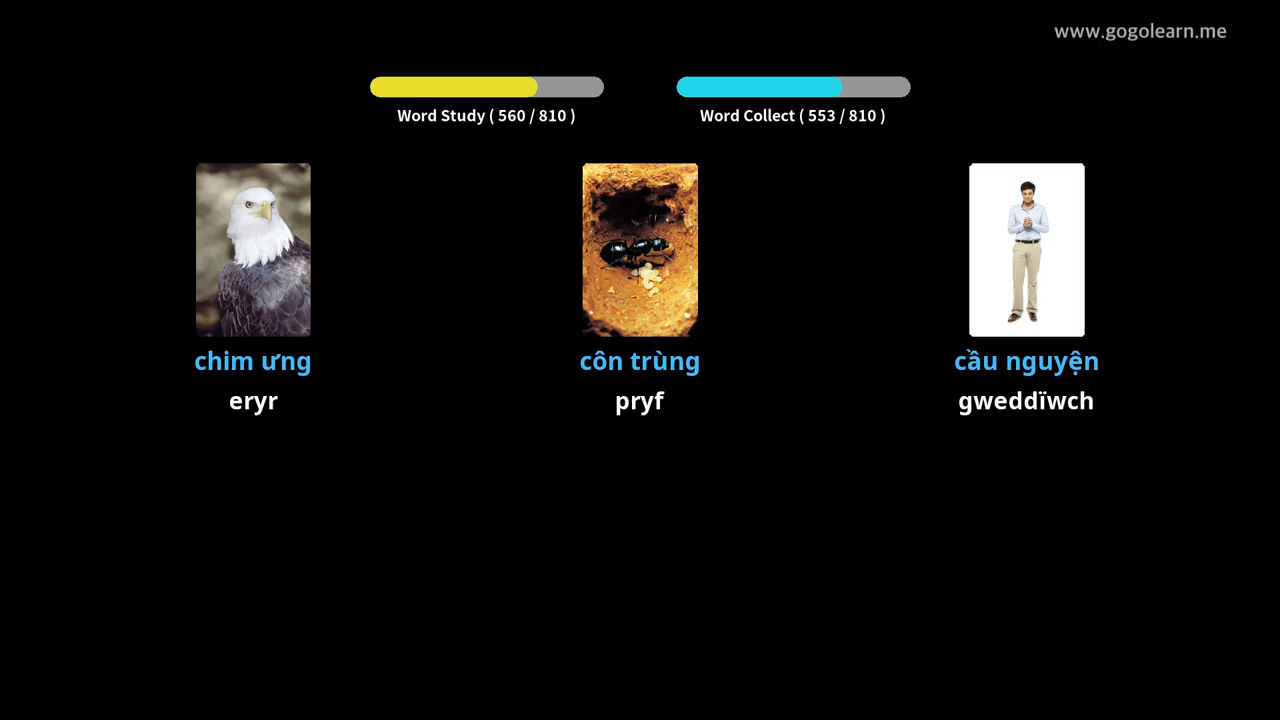 www.gogolearn.me
Word Study ( 560 / 810 )
Word Collect ( 553 / 810 )
chim ưng
côn trùng
cầu nguyện
eryr
pryf
gweddïwch